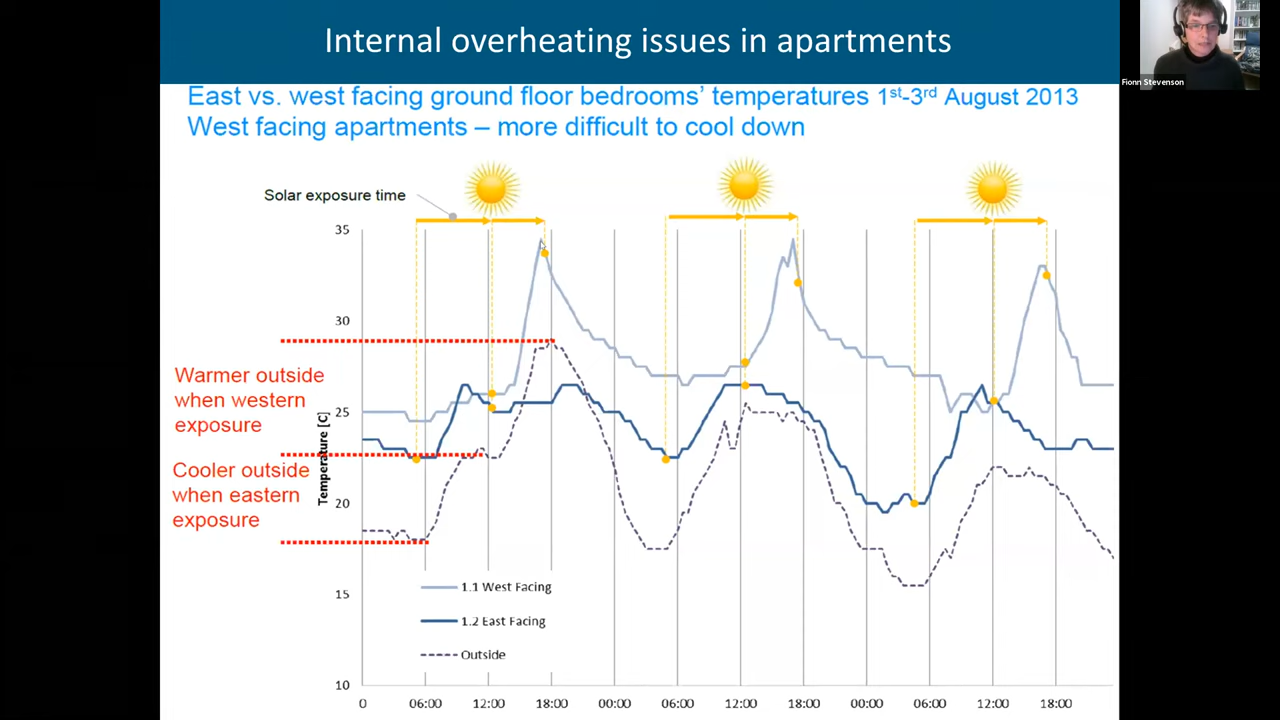 Internal overheating issues in apartments
Fionn Stevenson
East vs. west facing ground floor bedrooms’ temperatures 1st-3rd August 2013
West facing apartments – more difficult to cool down
Solar exposure time
35
30
25
20
15
10
Temperature [C]
Warmer outside
when western
exposure
Cooler outside
when eastern
exposure
1.1 West Facing
1.2 East Facing
Outside
0 06:00 12:00 18:00 00:00 06:00 12:00 18:00 00:00 06:00 12:00 18:00